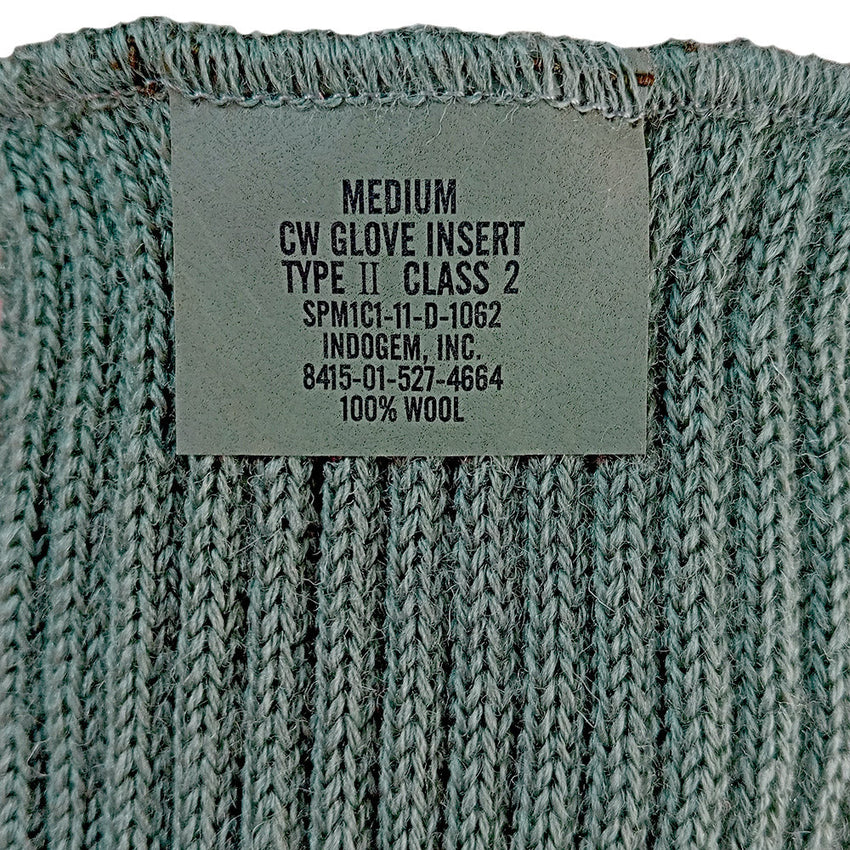 MEDIUM
CW GLOVE INSERT
TYPE II CLASS 2
SPM1C1-11-D-1062
INDOGEM, INC.
8415-01-527-4664
100% WOOL